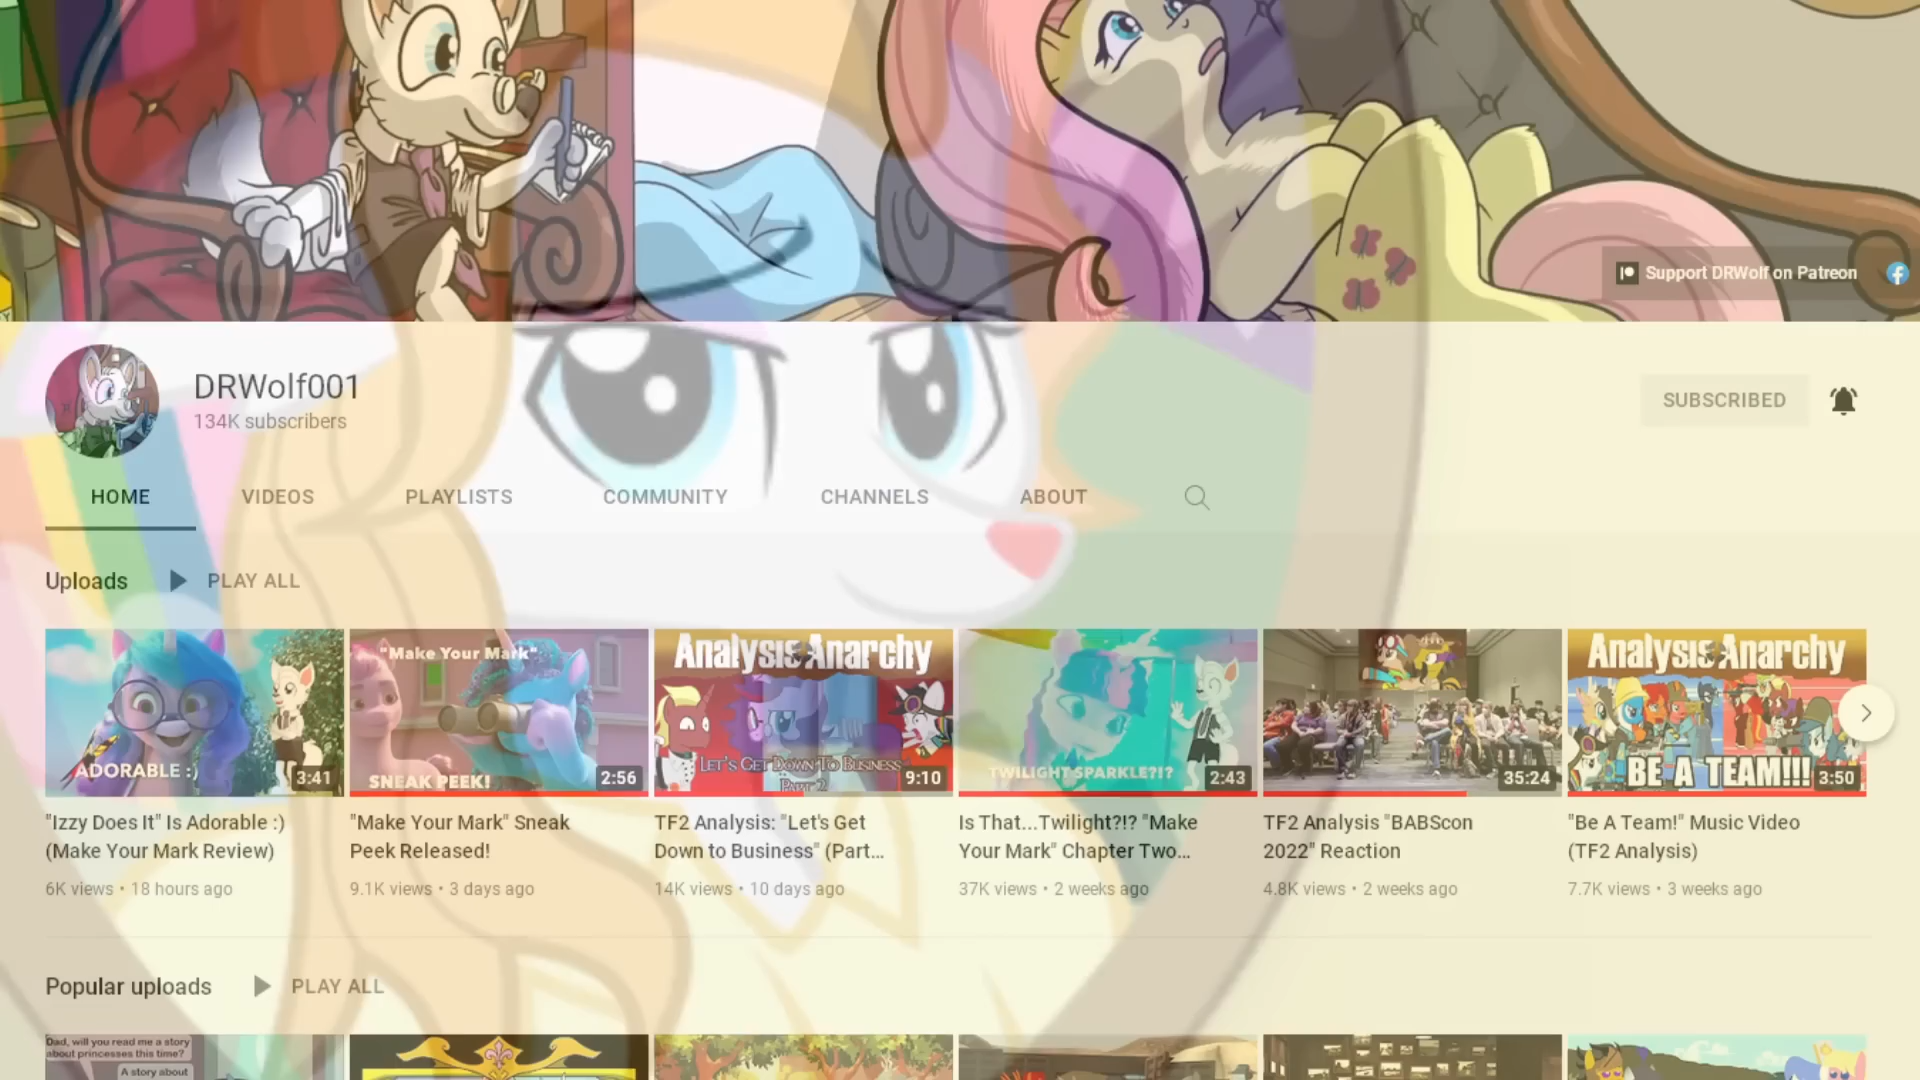 Support DRWolf on Patreon
DRWolf001
134K subscribers
SUBSCRIBED
HOME
VIDEOS
PLAYLISTS
COMMUNITY
CHANNELS
ABOUT
Uploads
PLAY ALL
ADORABLE :)
3:41
"Izzy Does It" Is Adorable :)
(Make Your Mark Review)
6K views • 18 hours ago
"Make Your Mark"
SNEAK PEEK!
2:56
"Make Your Mark" Sneak
Peek Released!
9.1K views • 3 days ago
Analysis Anarchy
Let's Get Down To Business
Part 2
9:10
TF2 Analysis: "Let's Get
Down to Business" (Part...
14K views • 10 days ago
TWILIGHT SPARKLE?!?
2:43
Is That...Twilight?!? "Make
Your Mark" Chapter Two...
37K views • 2 weeks ago
35:24
TF2 Analysis "BABScon
2022" Reaction
4.8K views • 2 weeks ago
Analysis Anarchy
BE A TEAM!!!
3:50
"Be A Team!" Music Video
(TF2 Analysis)
7.7K views • 3 weeks ago
Popular uploads
PLAY ALL
Dad, will you read me a story
about princesses this time?
A story about